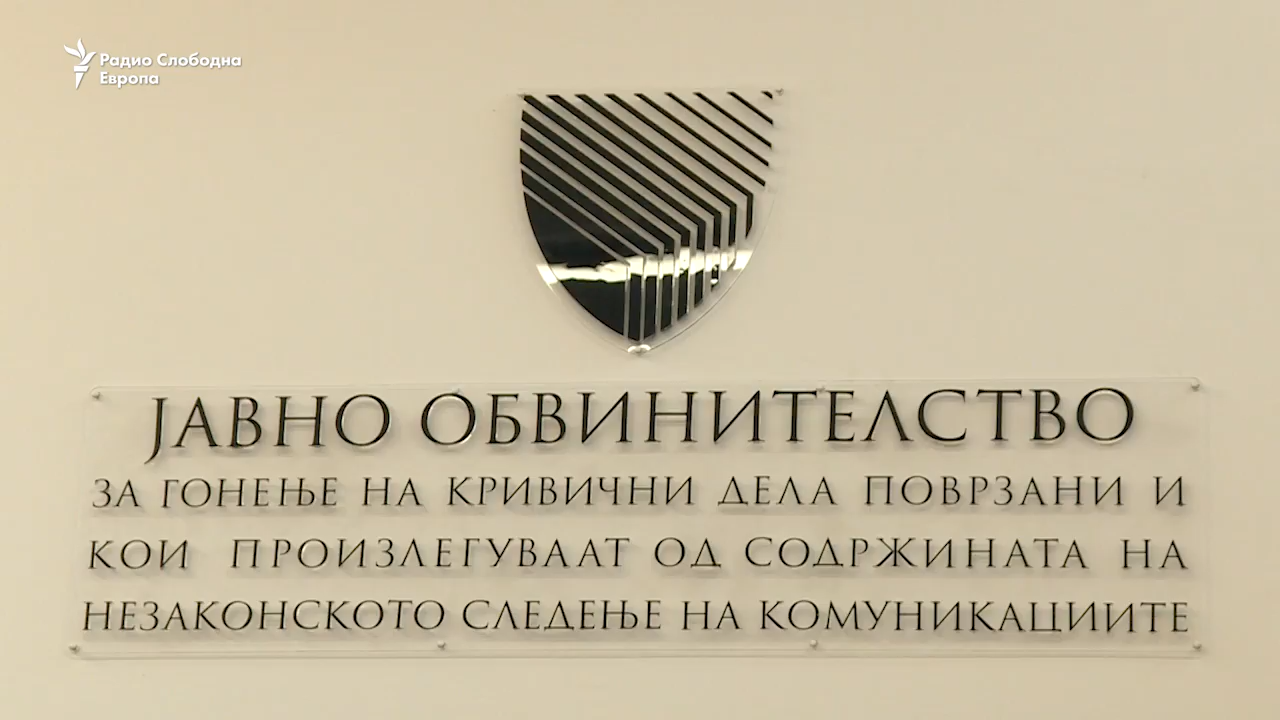 Радио Слободна
Европа
ЈАВНО ОБВИНИТЕЛСТВО
ЗА ГОНЕЊЕ НА КРИВИЧНИ ДЕЛА ПОВРЗАНИ И
КОИ ПРОИЗЛЕГУВААТ ОД СОДРЖИНАТА НА
НЕЗАКОНСКОТО СЛЕДЕЊЕ НА КОМУНИКАЦИИТЕ